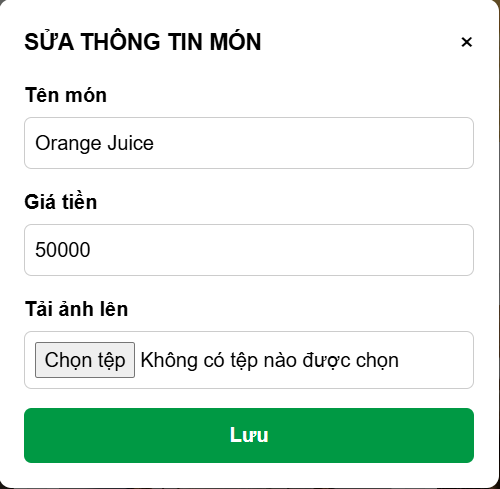 SỬA THÔNG TIN MÓN ×
Tên món
Orange Juice
Giá tiền
50000
Tải ảnh lên
Chọn tệp Không có tệp nào được chọn
Lưu